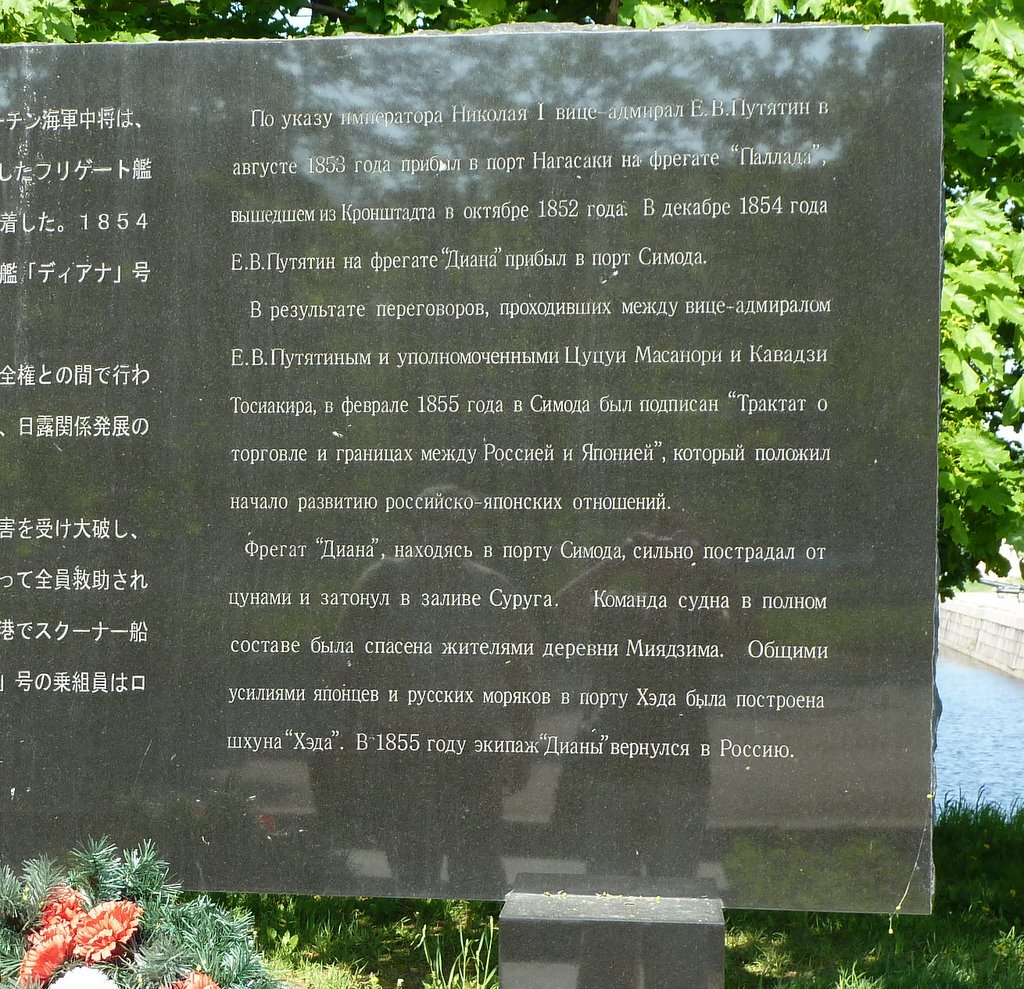 ーチン海軍中将は、
したフリゲート艦
着した。１８５４
艦「ディアナ」号
全権との間で行わ
、日露関係発展の
害を受け大破し、
って全員救助され
港でスクーナー船
」号の乗組員はロ
По указу императора Николая I вице-адмирал Е.В.Путятин в
августе 1853 года прибыл в порт Нагасаки на фрегате “Паллада”,
вышедшем из Кронштадта в октябре 1852 года. В декабре 1854 года
Е.В.Путятин на фрегате “Диана” прибыл в порт Симода.
В результате переговоров, проходивших между вице-адмиралом
Е.В.Путятиным и уполномоченными Цуцуи Масанори и Кавадзи
Тосиакира, в феврале 1855 года в Симода был подписан “Трактат о
торговле и границах между Россией и Японией”, который положил
начало развитию российско-японских отношений.
Фрегат “Диана”, находясь в порту Симода, сильно пострадал от
цунами и затонул в заливе Суруга. Команда судна в полном
составе была спасена жителями деревни Миядзима. Общими
усилиями японцев и русских моряков в порту Хэда была построена
шхуна “Хэда”. В 1855 году экипаж “Дианы” вернулся в Россию.